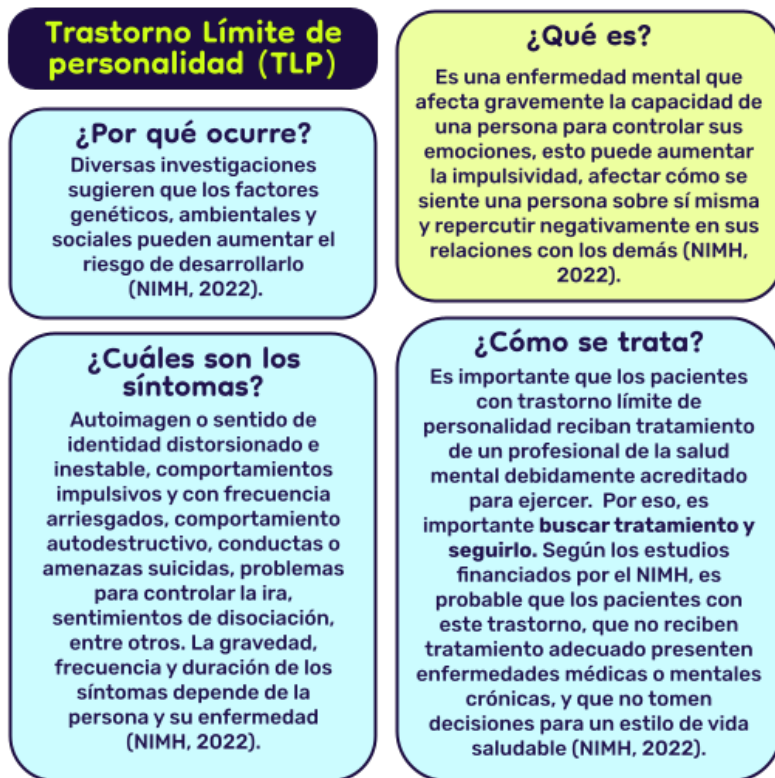 Trastorno Límite de
personalidad (TLP)
¿Qué es?
Es una enfermedad mental que
afecta gravemente la capacidad de
una persona para controlar sus
emociones, esto puede aumentar
la impulsividad, afectar cómo se
siente una persona sobre sí misma
y repercutir negativamente en sus
relaciones con los demás (NIMH,
2022).
¿Por qué ocurre?
Diversas investigaciones
sugieren que los factores
genéticos, ambientales y
sociales pueden aumentar el
riesgo de desarrollarlo
(NIMH, 2022).
¿Cuáles son los
síntomas?
Autoimagen o sentido de
identidad distorsionado e
inestable, comportamientos
impulsivos y con frecuencia
arriesgados, comportamiento
autodestructivo, conductas o
amenazas suicidas, problemas
para controlar la ira,
sentimientos de disociación,
entre otros. La gravedad,
frecuencia y duración de los
síntomas depende de la
persona y su enfermedad
(NIMH, 2022).
¿Cómo se trata?
Es importante que los pacientes
con trastorno límite de
personalidad reciban tratamiento
de un profesional de la salud
mental debidamente acreditado
para ejercer. Por eso, es
importante buscar tratamiento y
seguirlo. Según los estudios
financiados por el NIMH, es
probable que los pacientes con
este trastorno, que no reciben
tratamiento adecuado presenten
enfermedades médicas o mentales
crónicas, y que no tomen
decisiones para un estilo de vida
saludable (NIMH, 2022).